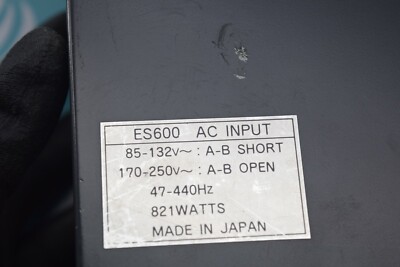 ES600 AC INPUT
85-132V~: A-B SHORT
170-250V~: A-B OPEN
47-440Hz
821WATTS
MADE IN JAPAN